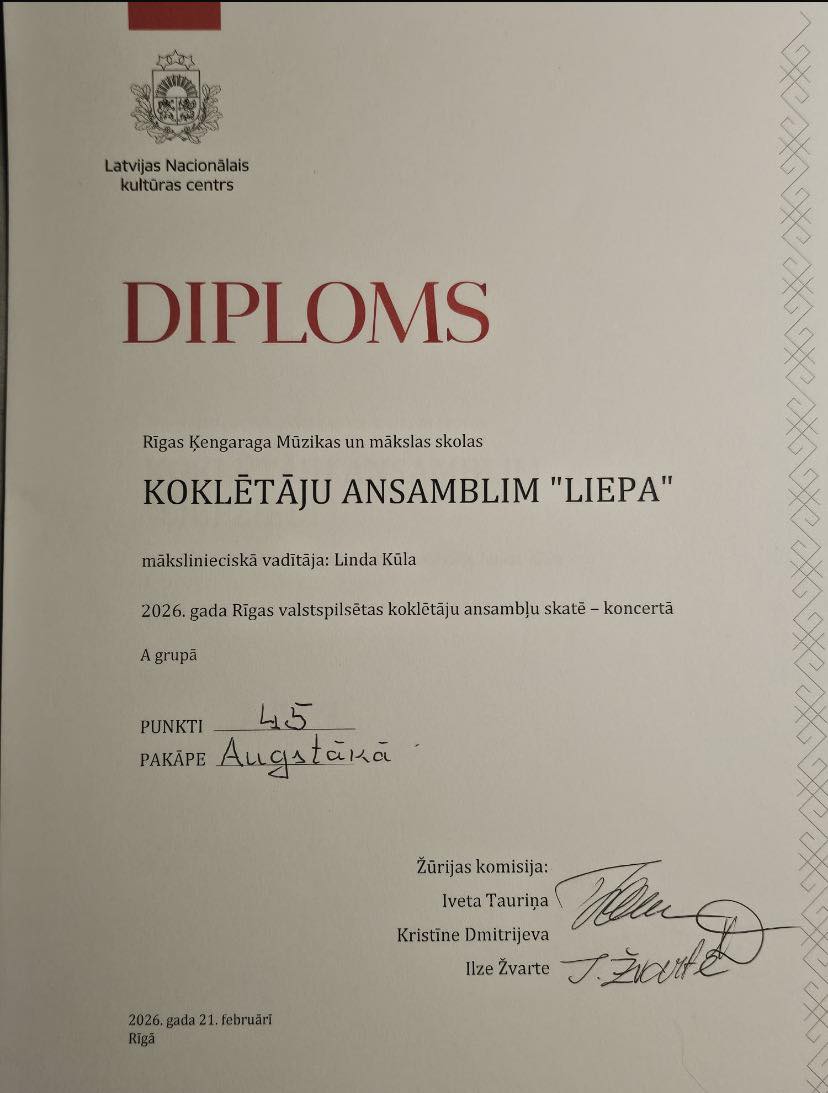 Latvijas Nacionālais
kultūras centrs
DIPLOMS
Rīgas Ķengaraga Mūzikas un mākslas skolas
KOKLĒTĀJU ANSAMBLIM "LIEPA"
mākslinieciskā vadītāja: Linda Kūla
2026. gada Rīgas valstspilsētas koklētāju ansambļu skatē – koncertā
A grupā
PUNKTI 45
PAKĀPE Augstākā
Žūrijas komisija:
Iveta Tauriņa
Kristīne Dmitrijeva
Ilze Žvarte I. Žvarte
2026. gada 21. februārī
Rīgā